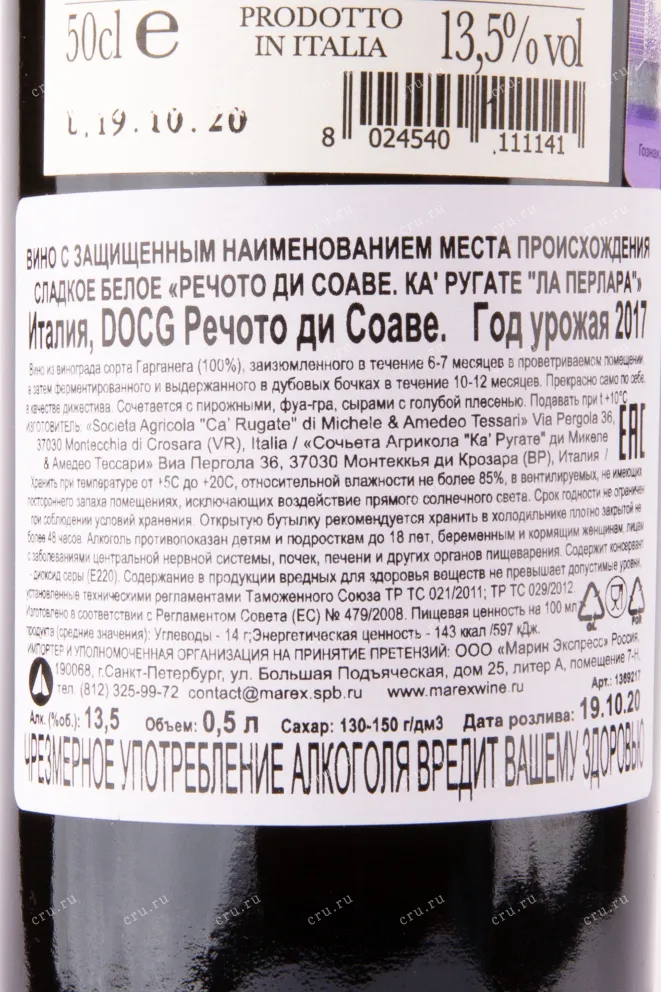 50cl e PRODOTTO IN ITALIA 13,5% vol
L.19.10.20
8 024540 111141
ВИНО С ЗАЩИЩЕННЫМ НАИМЕНОВАНИЕМ МЕСТА ПРОИСХОЖДЕНИЯ
СЛАДКОЕ БЕЛОЕ «РЕЧОТО ДИ СОАВЕ. КА' РУГАТЕ "ЛА ПЕРЛАРА"»
Италия, DOCG Речото ди Соаве. Год урожая 2017
Вино из винограда сорта Гарганега (100%), заизюмленного в течение 6-7 месяцев в проветриваемом помещении,
а затем ферментированного и выдержанного в дубовых бочках в течение 10-12 месяцев. Прекрасно само по себе,
в качестве дижестива. Сочетается с пирожными, фуа-гра, сырами с голубой плесенью. Подавать при t +10°C
ИЗГОТОВИТЕЛЬ: «Societa Agricola "Ca' Rugate" di Michele & Amedeo Tessari» Via Pergola 36,
37030 Montecchia di Crosara (VR), Italia / «Сочьета Агрикола "Ка' Ругате" ди Микеле
& Амедео Тессари» Виа Пергола 36, 37030 Монтеккья ди Крозара (ВР), Италия /
EAC
Хранить при температуре от +5С до +20С, относительной влажности не более 85%, в вентилируемых, не имеющих
постороннего запаха помещениях, исключающих воздействие прямого солнечного света. Срок годности не ограничен
при соблюдении условий хранения. Открытую бутылку рекомендуется хранить в холодильнике плотно закрытой не
более 48 часов. Алкоголь противопоказан детям и подросткам до 18 лет, беременным и кормящим женщинам, лицам
с заболеваниями центральной нервной системы, почек, печени и других органов пищеварения. Содержит консервант
- диоксид серы (Е220). Содержание в продукции вредных для здоровья веществ не превышает допустимые уровни,
установленные техническими регламентами Таможенного Союза ТР ТС 021/2011; ТР ТС 029/2012.
Изготовлено в соответствии с Регламентом Совета (ЕС) № 479/2008. Пищевая ценность на 100 мл
продукта (средние значения): Углеводы - 14 г;Энергетическая ценность - 143 ккал /597 кДж.
GL
FOR
ИМПОРТЕР И УПОЛНОМОЧЕННАЯ ОРГАНИЗАЦИЯ НА ПРИНЯТИЕ ПРЕТЕНЗИЙ: ООО «Марин Экспресс» Россия,
190068, г.Санкт-Петербург, ул. Большая Подъяческая, дом 25, литер А, помещение 7-Н,
тел. (812) 325-99-72 contact@marex.spb.ru www.marexwine.ru Арт.: 1369217
Алк. (%об.): 13,5 Объем: 0,5 л Сахар: 130-150 г/дм3 Дата розлива: 19.10.20
ЧРЕЗМЕРНОЕ УПОТРЕБЛЕНИЕ АЛКОГОЛЯ ВРЕДИТ ВАШЕМУ ЗДОРОВЬЮ
cru.ru